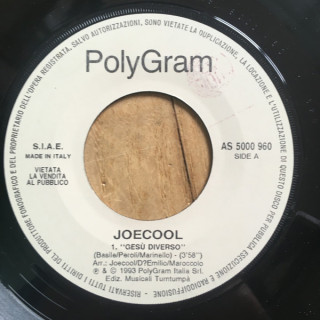 SALVO AUTORIZZAZIONI, SONO VIETATE LA DUPLICAZIONE, LA LOCAZIONE E L'UTILIZZAZIONE DI QUESTO DISCO PER PUBBLICA ESECUZIONE E RADIODIFFUSIONE
RISERVATI TUTTI I DIRITTI DEL PRODUTTORE FONOGRAFICO E DEL PROPRIETARIO DELL'OPERA REGISTRATA,
PolyGram
S.I.A.E.
MADE IN ITALY
VIETATA
LA VENDITA
AL PUBBLICO
AS 5000 960
SIDE A
JOECOOL
1. "GESÙ DIVERSO"
(Basile/Peroli/Marinello) - (3'58")
Arr.: Joecool/D?Emilio/Maroccolo
℗ & © 1993 PolyGram Italia Srl.
Ediz. Musicali Tumtumpà